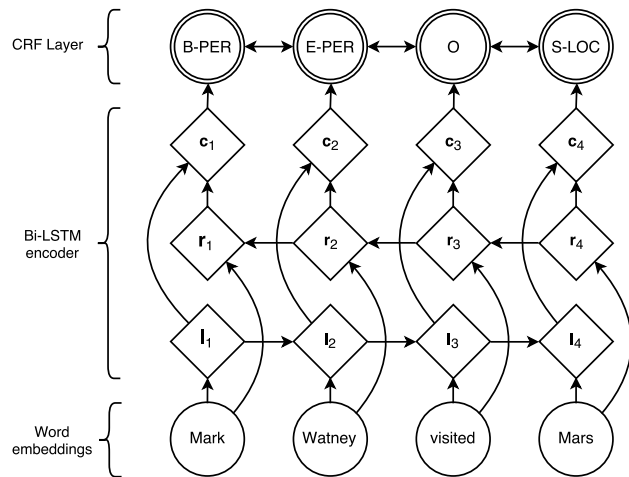 CRF Layer
B-PER E-PER O S-LOC
c₁ c₂ c₃ c₄
Bi-LSTM
encoder
r₁ r₂ r₃ r₄
l₁ l₂ l₃ l₄
Word
embeddings
Mark Watney visited Mars